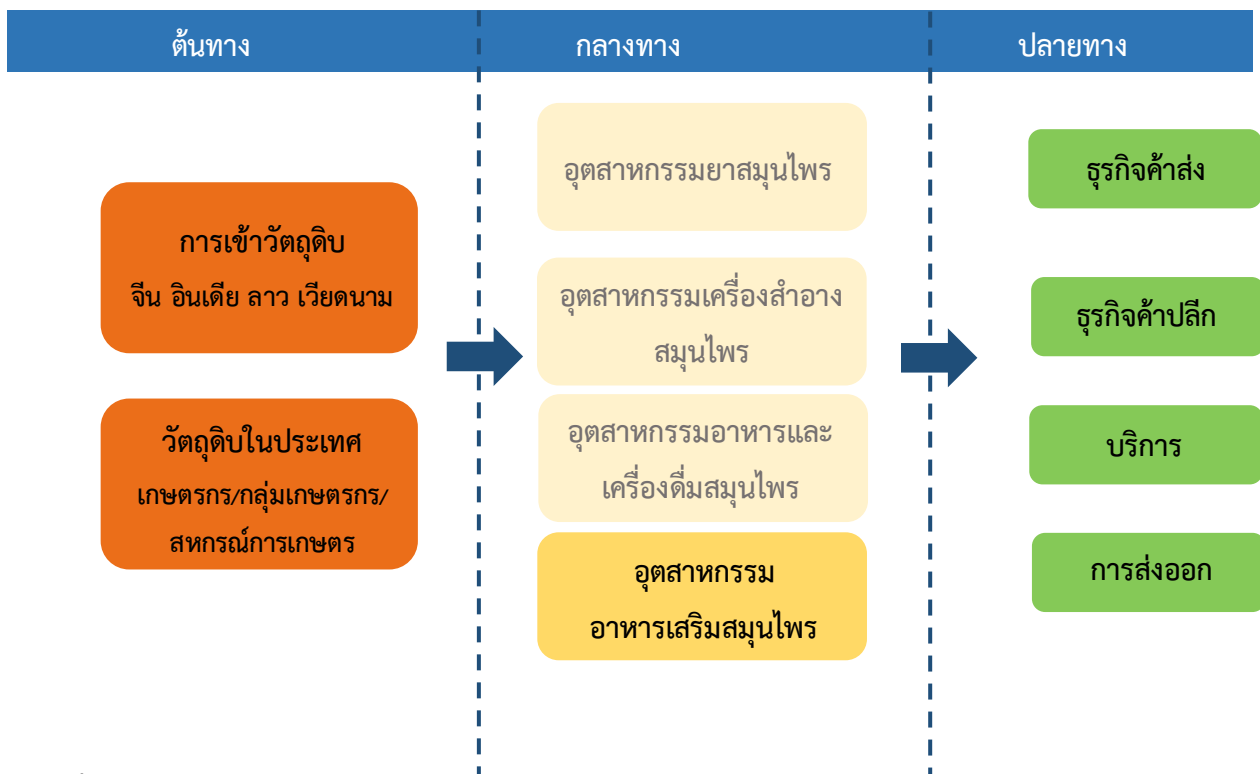 ต้นทาง
กลางทาง
ปลายทาง
การเข้าวัตถุดิบ
จีน อินเดีย ลาว เวียดนาม
วัตถุดิบในประเทศ
เกษตรกร/กลุ่มเกษตรกร/
สหกรณ์การเกษตร
อุตสาหกรรมยาสมุนไพร
อุตสาหกรรมเครื่องสำอาง
สมุนไพร
อุตสาหกรรมอาหารและ
เครื่องดื่มสมุนไพร
อุตสาหกรรม
อาหารเสริมสมุนไพร
ธุรกิจค้าส่ง
ธุรกิจค้าปลีก
บริการ
การส่งออก